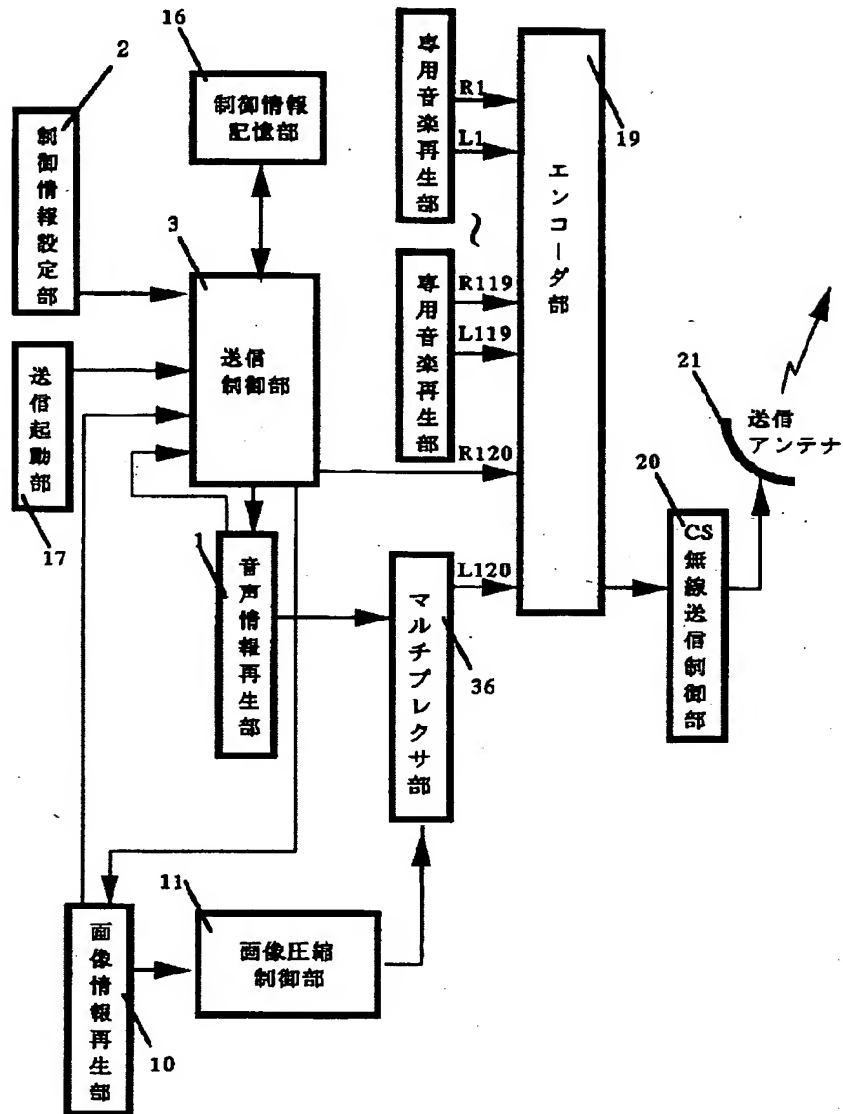 2
制御情報設定部
16
制御情報
記憶部
専用音楽再生部
R1
L1
19
エンコーダ部
3
送信
制御部
専用音楽再生部
R119
L119
送信起動部
17
R120
21
送信
アンテナ
20
CS
無線送信制御部
1
音声情報再生部
L120
マルチプレクサ部
36
11
画像圧縮
制御部
画像情報再生部
10